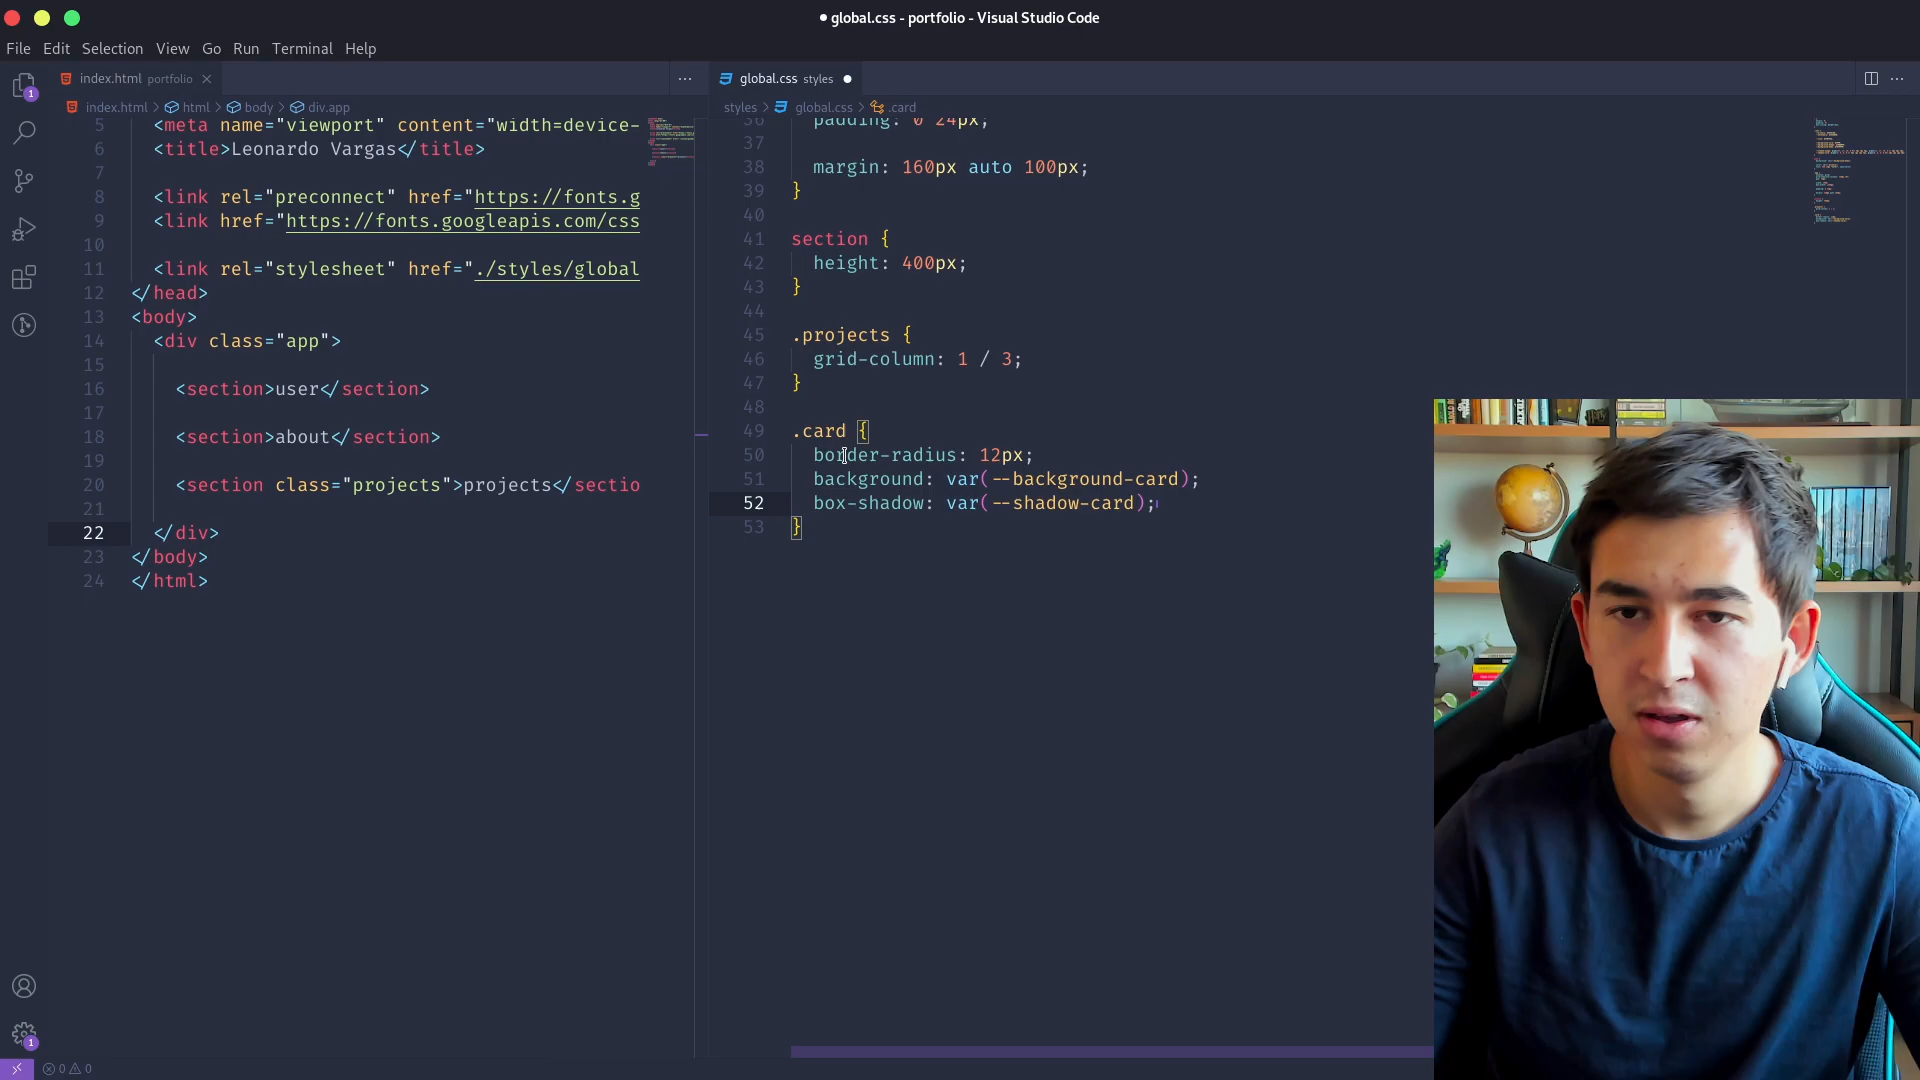 global.css - portfolio - Visual Studio Code
File Edit Selection View Go Run Terminal Help
index.html portfolio
index.html > html > body > div.app
5 <meta name="viewport" content="width=device-
6 <title>Leonardo Vargas</title>
7
8 <link rel="preconnect" href="https://fonts.g
9 <link href="https://fonts.googleapis.com/css
10
11 <link rel="stylesheet" href="./styles/global
12 </head>
13 <body>
14 <div class="app">
15
16 <section>user</section>
17
18 <section>about</section>
19
20 <section class="projects">projects</sectio
21
22 </div>
23 </body>
24 </html>
global.css styles
styles > global.css > .card
36 padding: 0 24px;
37
38 margin: 160px auto 100px;
39 }
40
41 section {
42 height: 400px;
43 }
44
45 .projects {
46 grid-column: 1 / 3;
47 }
48
49 .card {
50 border-radius: 12px;
51 background: var(--background-card);
52 box-shadow: var(--shadow-card);
53 }
1
1
0 0